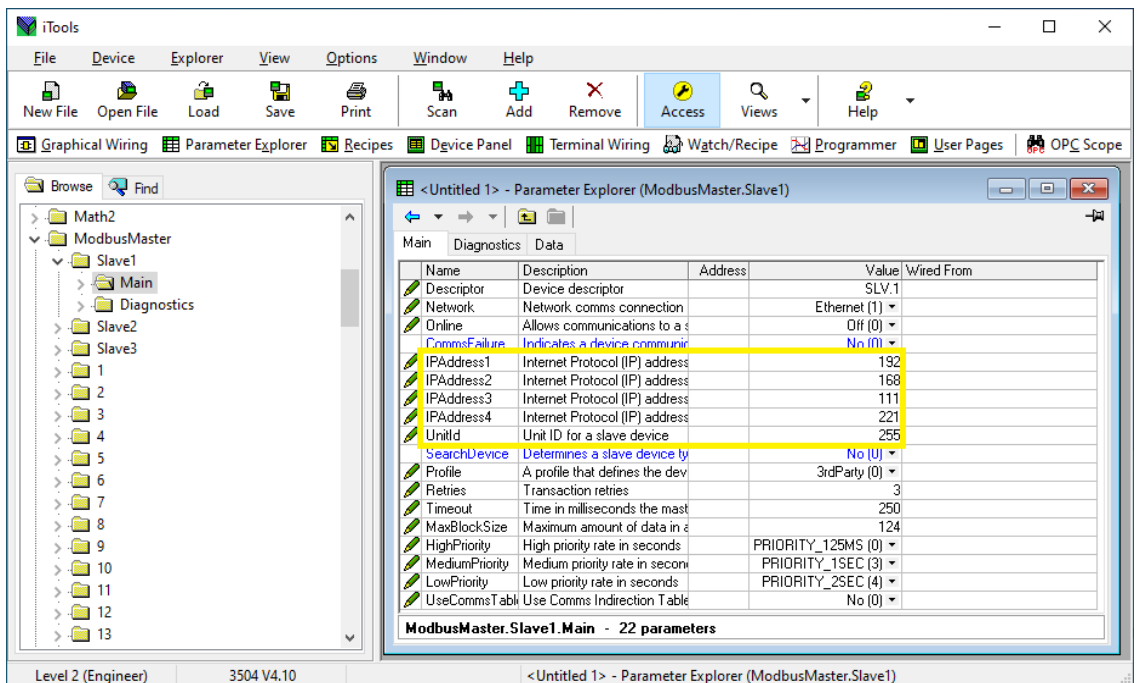 iTools
File Device Explorer View Options Window Help
New File Open File Load Save Print Scan Add Remove Access Views Help
Graphical Wiring Parameter Explorer Recipes Device Panel Terminal Wiring Watch/Recipe Programmer User Pages OPC Scope
Browse Find
Math2
ModbusMaster
Slave1
Main
Diagnostics
Slave2
Slave3
1
2
3
4
5
6
7
8
9
10
11
12
13
<Untitled 1> - Parameter Explorer (ModbusMaster.Slave1)
Main Diagnostics Data
Name Description Address Value Wired From
Descriptor Device descriptor SLV.1
Network Network comms connection Ethernet (1)
Online Allows communications to a s Off (0)
CommsFailure Indicates a device communic No (0)
IPAddress1 Internet Protocol (IP) address 192
IPAddress2 Internet Protocol (IP) address 168
IPAddress3 Internet Protocol (IP) address 111
IPAddress4 Internet Protocol (IP) address 221
UnitId Unit ID for a slave device 255
SearchDevice Determines a slave device ty No (0)
Profile A profile that defines the dev 3rdParty (0)
Retries Transaction retries 3
Timeout Time in milliseconds the mast 250
MaxBlockSize Maximum amount of data in a 124
HighPriority High priority rate in seconds PRIORITY_125MS (0)
MediumPriority Medium priority rate in secon PRIORITY_1SEC (3)
LowPriority Low priority rate in seconds PRIORITY_2SEC (4)
UseCommsTabl Use Comms Indirection Table No (0)
ModbusMaster.Slave1.Main - 22 parameters
Level 2 (Engineer) 3504 V4.10 <Untitled 1> - Parameter Explorer (ModbusMaster.Slave1)